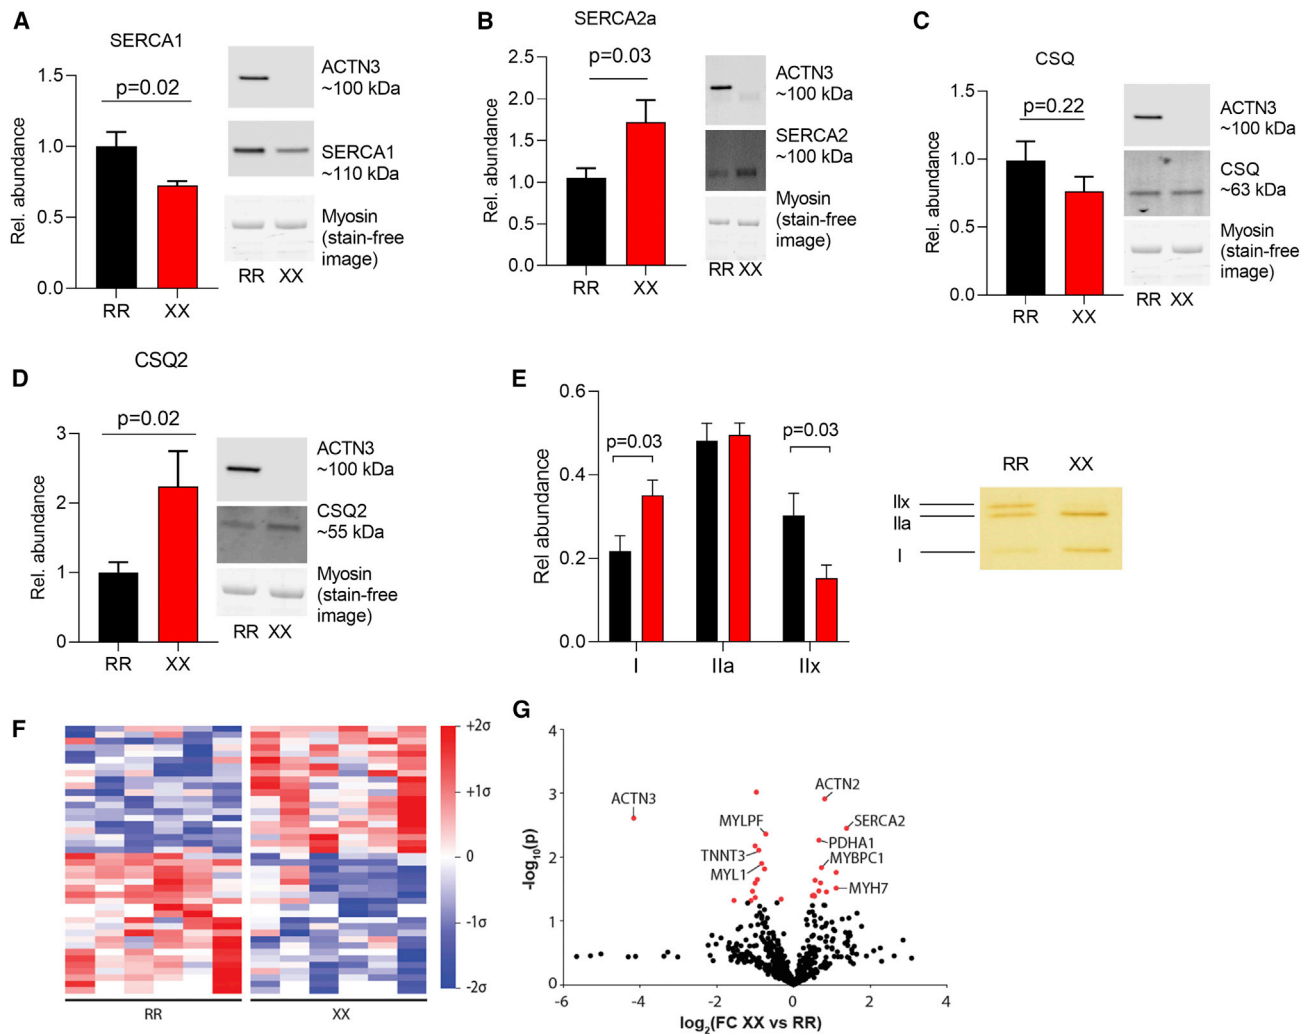 A
SERCA1
Rel. abundance
1.5
1.0
0.5
0.0
p=0.02
RR
XX
ACTN3
~100 kDa
SERCA1
~110 kDa
Myosin
(stain-free
image)
RR XX
B
SERCA2a
Rel. abundance
2.5
2.0
1.5
1.0
0.5
0.0
p=0.03
RR
XX
ACTN3
~100 kDa
SERCA2
~100 kDa
Myosin
(stain-free
image)
RR XX
C
CSQ
Rel. abundance
1.5
1.0
0.5
0.0
p=0.22
RR
XX
ACTN3
~100 kDa
CSQ
~63 kDa
Myosin
(stain-free
image)
RR XX
D
CSQ2
Rel. abundance
3
2
1
0
p=0.02
RR
XX
ACTN3
~100 kDa
CSQ2
~55 kDa
Myosin
(stain-free
image)
RR XX
E
Rel abundance
0.6
0.4
0.2
0.0
p=0.03
p=0.03
I
IIa
IIx
RR
XX
IIx
IIa
I
F
+2σ
+1σ
0
-1σ
-2σ
RR
XX
G
-log10(p)
4
3
2
1
0
ACTN3
MYLPF
TNNT3
MYL1
ACTN2
SERCA2
PDHA1
MYBPC1
MYH7
-6
-4
-2
0
2
4
log2(FC XX vs RR)